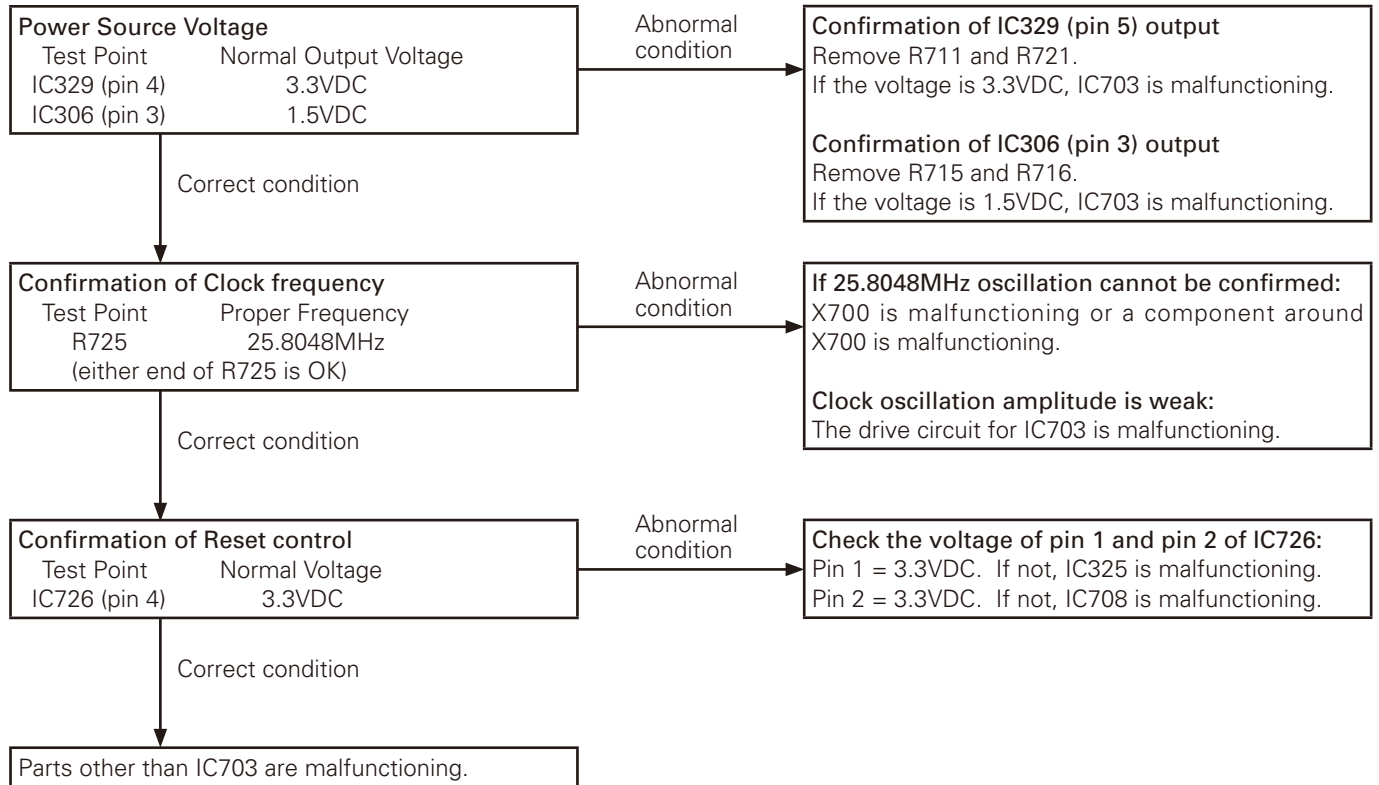 Power Source Voltage
Test Point Normal Output Voltage
IC329 (pin 4) 3.3VDC
IC306 (pin 3) 1.5VDC
Abnormal
condition
Confirmation of IC329 (pin 5) output
Remove R711 and R721.
If the voltage is 3.3VDC, IC703 is malfunctioning.
Confirmation of IC306 (pin 3) output
Remove R715 and R716.
If the voltage is 1.5VDC, IC703 is malfunctioning.
Correct condition
Confirmation of Clock frequency
Test Point Proper Frequency
R725 25.8048MHz
(either end of R725 is OK)
Abnormal
condition
If 25.8048MHz oscillation cannot be confirmed:
X700 is malfunctioning or a component around
X700 is malfunctioning.
Clock oscillation amplitude is weak:
The drive circuit for IC703 is malfunctioning.
Correct condition
Confirmation of Reset control
Test Point Normal Voltage
IC726 (pin 4) 3.3VDC
Abnormal
condition
Check the voltage of pin 1 and pin 2 of IC726:
Pin 1 = 3.3VDC. If not, IC325 is malfunctioning.
Pin 2 = 3.3VDC. If not, IC708 is malfunctioning.
Correct condition
Parts other than IC703 are malfunctioning.